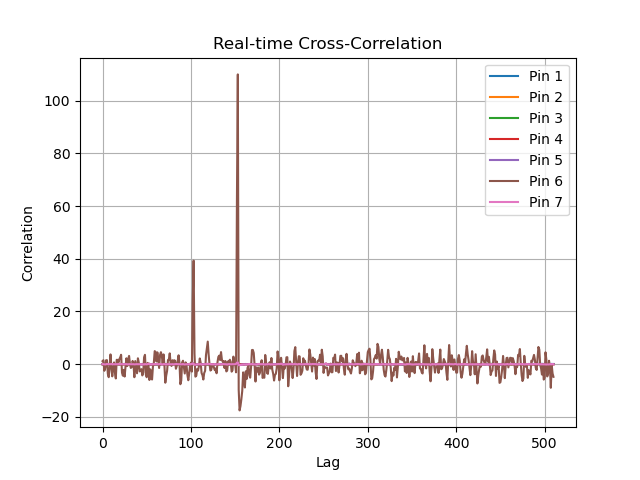 Real-time Cross-Correlation
Pin 1
Pin 2
Pin 3
Pin 4
Pin 5
Pin 6
Pin 7
Correlation
100
80
60
40
20
0
−20
0
100
200
300
400
500
Lag